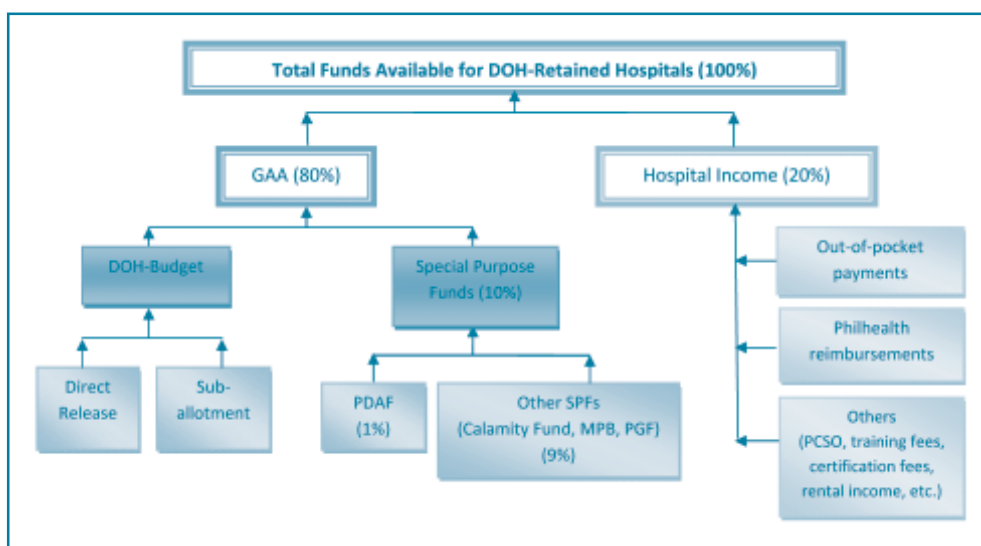 Total Funds Available for DOH-Retained Hospitals (100%)
GAA (80%)
Hospital Income (20%)
DOH-Budget
Special Purpose
Funds (10%)
Direct
Release
Sub-
allotment
PDAF
(1%)
Other SPFs
(Calamity Fund, MPB, PGF)
(9%)
Out-of-pocket
payments
Philhealth
reimbursements
Others
(PCSO, training fees,
certification fees,
rental income, etc.)